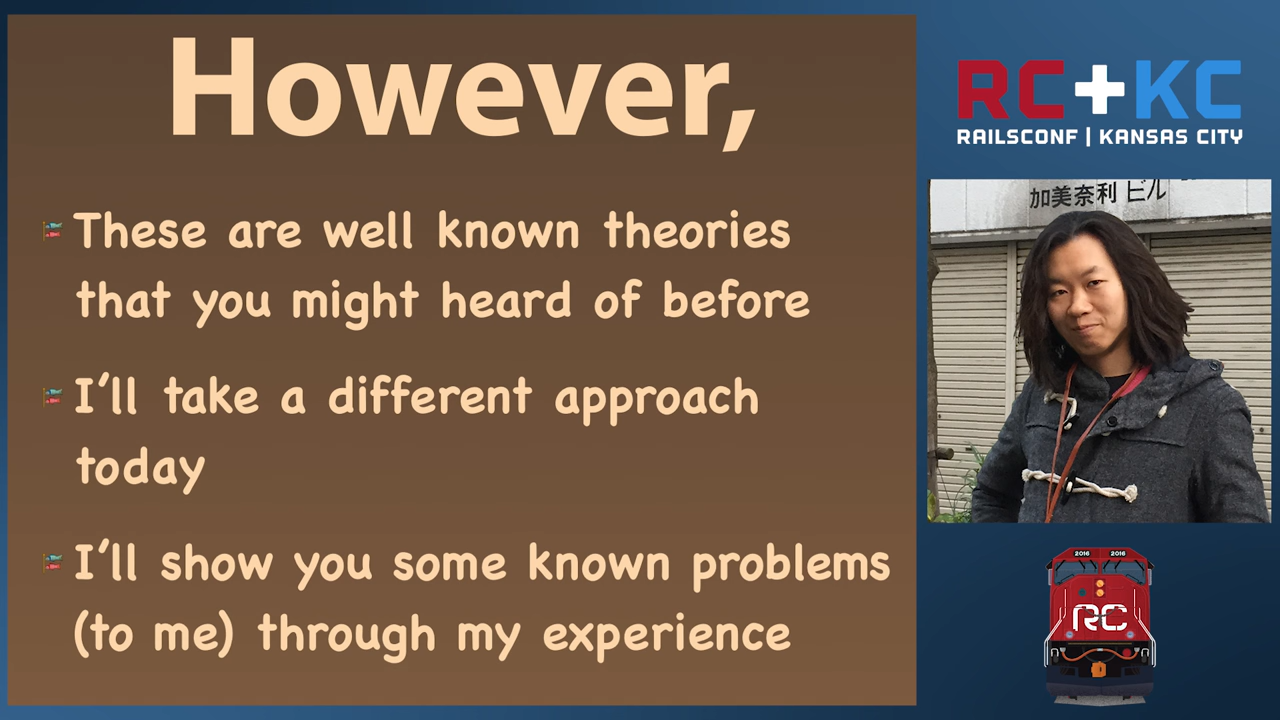 However,
These are well known theories
that you might heard of before
I'll take a different approach
today
I'll show you some known problems
(to me) through my experience
RC+KC
RAILSCONF | KANSAS CITY
加美奈利 ビル
2016 2016
RC